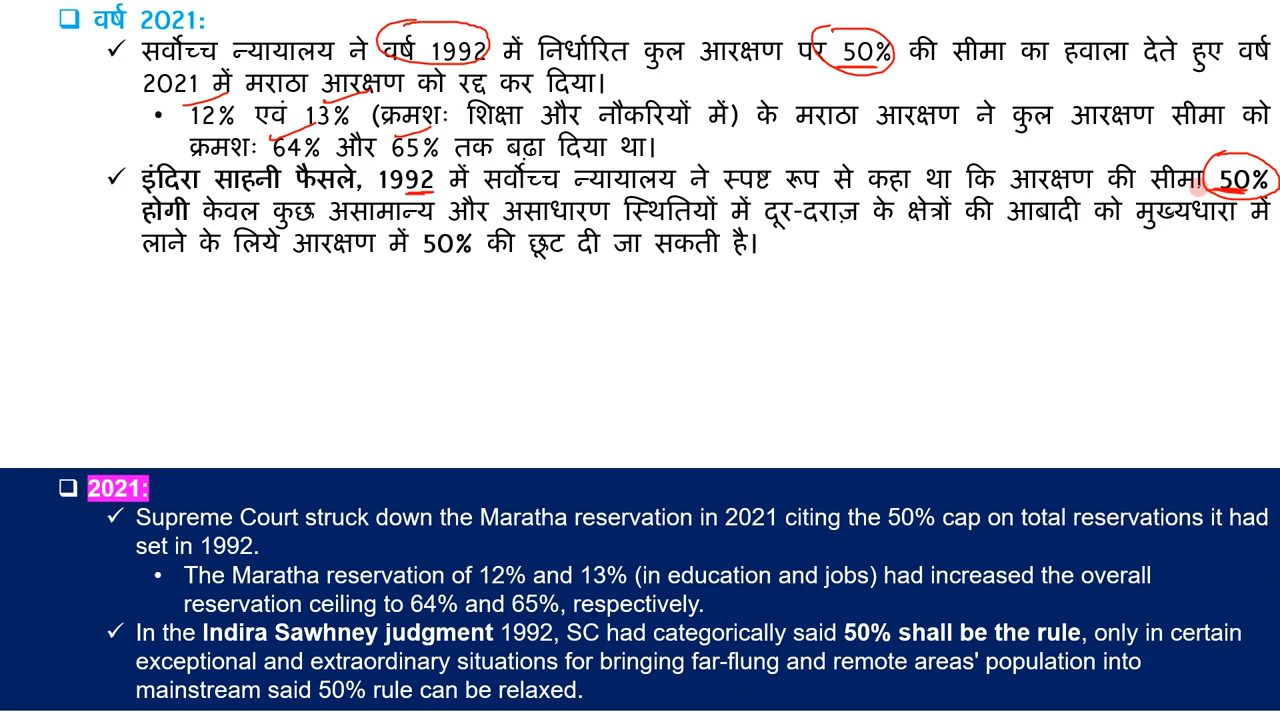 ❑ वर्ष 2021:
✓ सर्वोच्च न्यायालय ने वर्ष 1992 में निर्धारित कुल आरक्षण पर 50% की सीमा का हवाला देते हुए वर्ष
2021 में मराठा आरक्षण को रद्द कर दिया।
• 12% एवं 13% (क्रमशः शिक्षा और नौकरियों में) के मराठा आरक्षण ने कुल आरक्षण सीमा को
क्रमशः 64% और 65% तक बढ़ा दिया था।
✓ इंदिरा साहनी फैसले, 1992 में सर्वोच्च न्यायालय ने स्पष्ट रूप से कहा था कि आरक्षण की सीमा 50%
होगी केवल कुछ असामान्य और असाधारण स्थितियों में दूर-दराज़ के क्षेत्रों की आबादी को मुख्यधारा में
लाने के लिये आरक्षण में 50% की छूट दी जा सकती है।
❑ 2021:
✓ Supreme Court struck down the Maratha reservation in 2021 citing the 50% cap on total reservations it had
set in 1992.
• The Maratha reservation of 12% and 13% (in education and jobs) had increased the overall
reservation ceiling to 64% and 65%, respectively.
✓ In the Indira Sawhney judgment 1992, SC had categorically said 50% shall be the rule, only in certain
exceptional and extraordinary situations for bringing far-flung and remote areas' population into
mainstream said 50% rule can be relaxed.